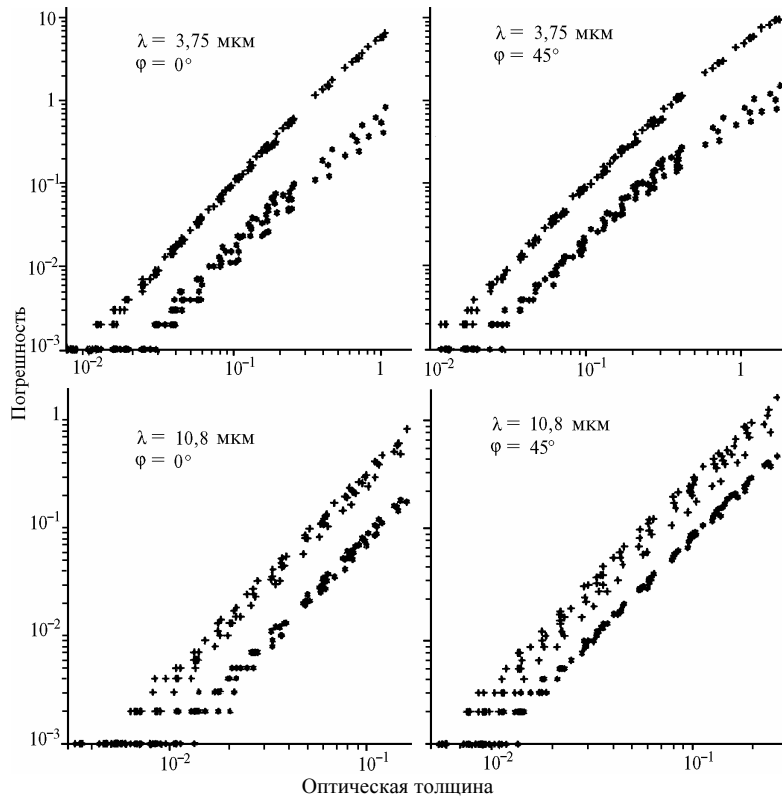 10
λ = 3,75 мкм
φ = 0°
λ = 3,75 мкм
φ = 45°
1
10⁻¹
10⁻²
10⁻³
10⁻²
10⁻¹
1
10⁻²
10⁻¹
1
Погрешность
1
λ = 10,8 мкм
φ = 0°
λ = 10,8 мкм
φ = 45°
10⁻¹
10⁻²
10⁻³
10⁻²
10⁻¹
10⁻²
10⁻¹
Оптическая толщина